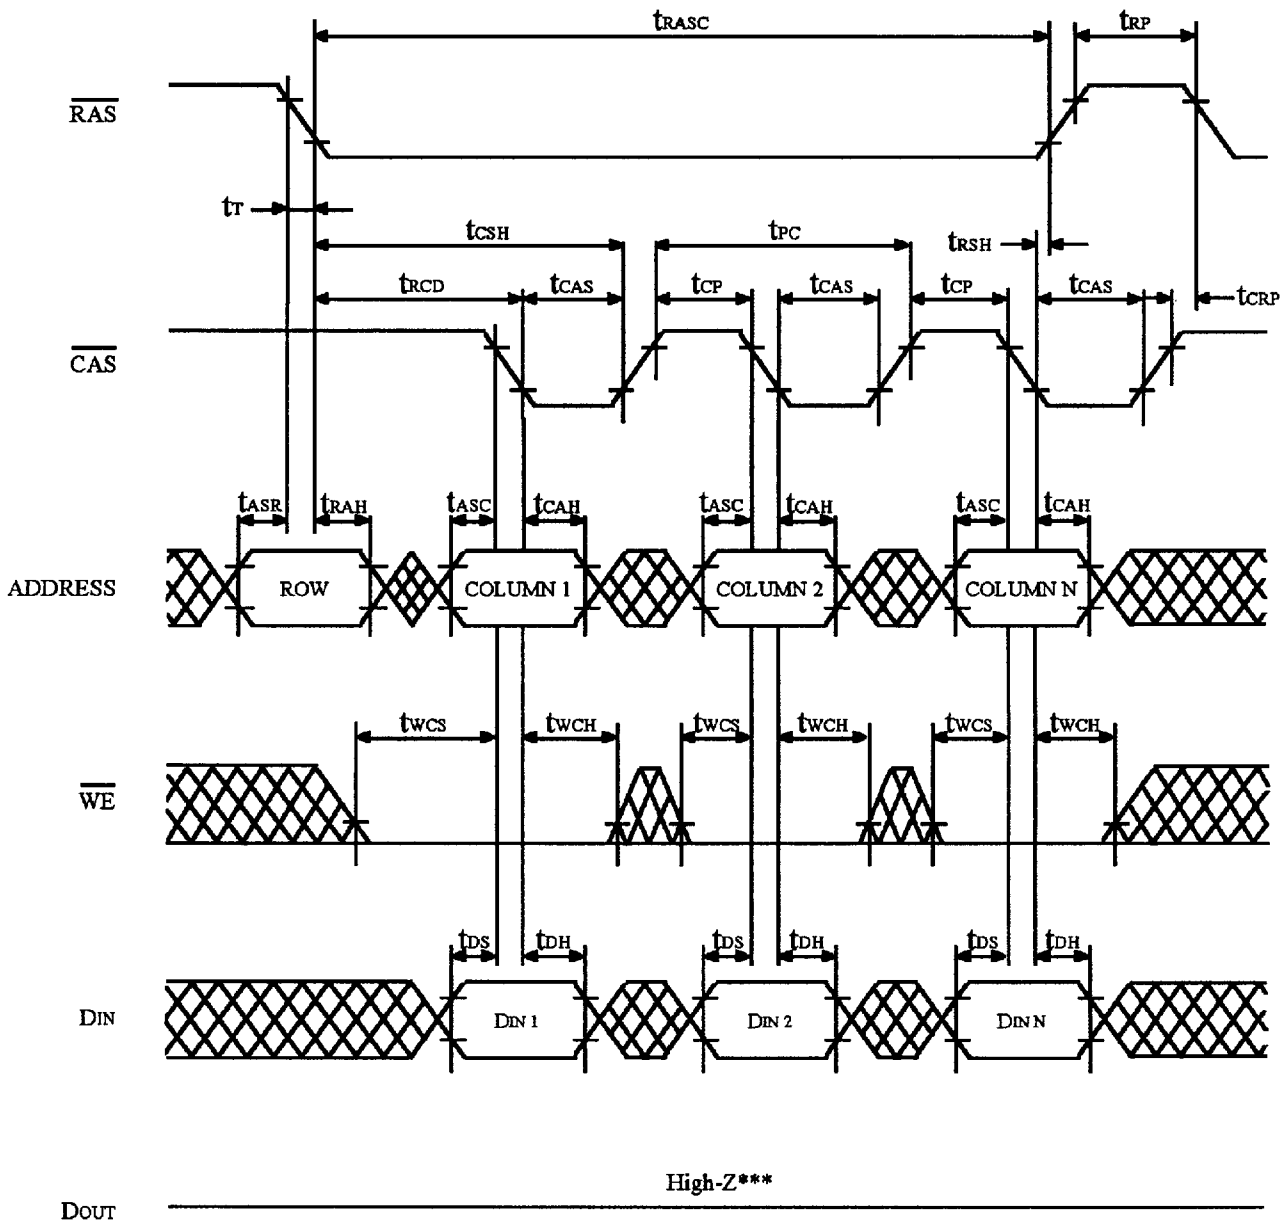 tRASC tRP
RAS
tT tCSH tPC tRSH
tRCD tCAS tCP tCAS tCP tCAS tCRP
CAS
tASR tRAH tASC tCAH tASC tCAH tASC tCAH
ADDRESS ROW COLUMN 1 COLUMN 2 COLUMN N
tWCS tWCH tWCS tWCH tWCS tWCH
WE
tDS tDH tDS tDH tDS tDH
DIN DIN 1 DIN 2 DIN N
High-Z***
DOUT